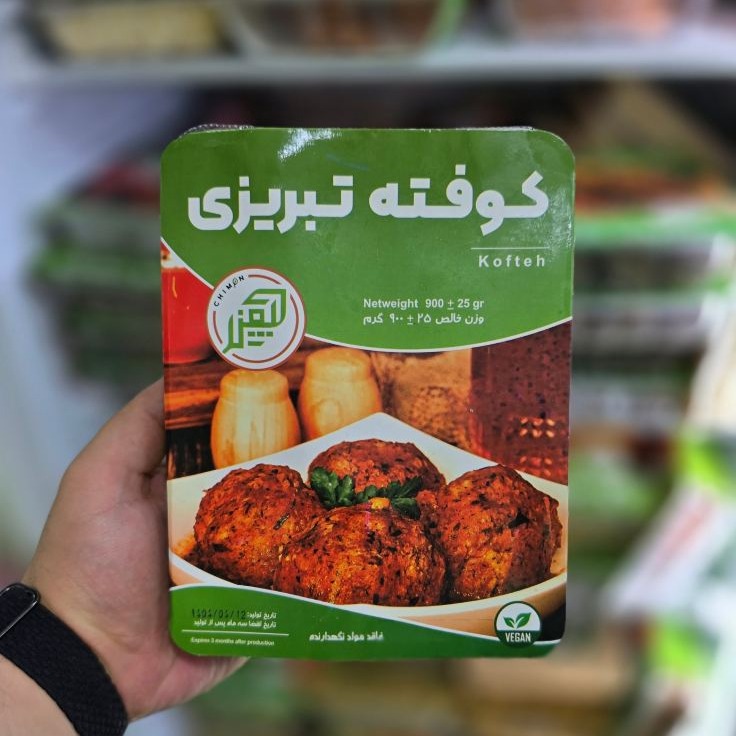 کوفته تبریزی
Kofteh
CHIMON
Netweight 900 ± 25 gr
وزن خالص ۲۵ ± ۹۰۰ گرم
تاریخ تولید:
تاریخ انقضا سه ماه پس از تولید
Expires 3 months after production
فاقد مواد نگهدارنده
VEGAN